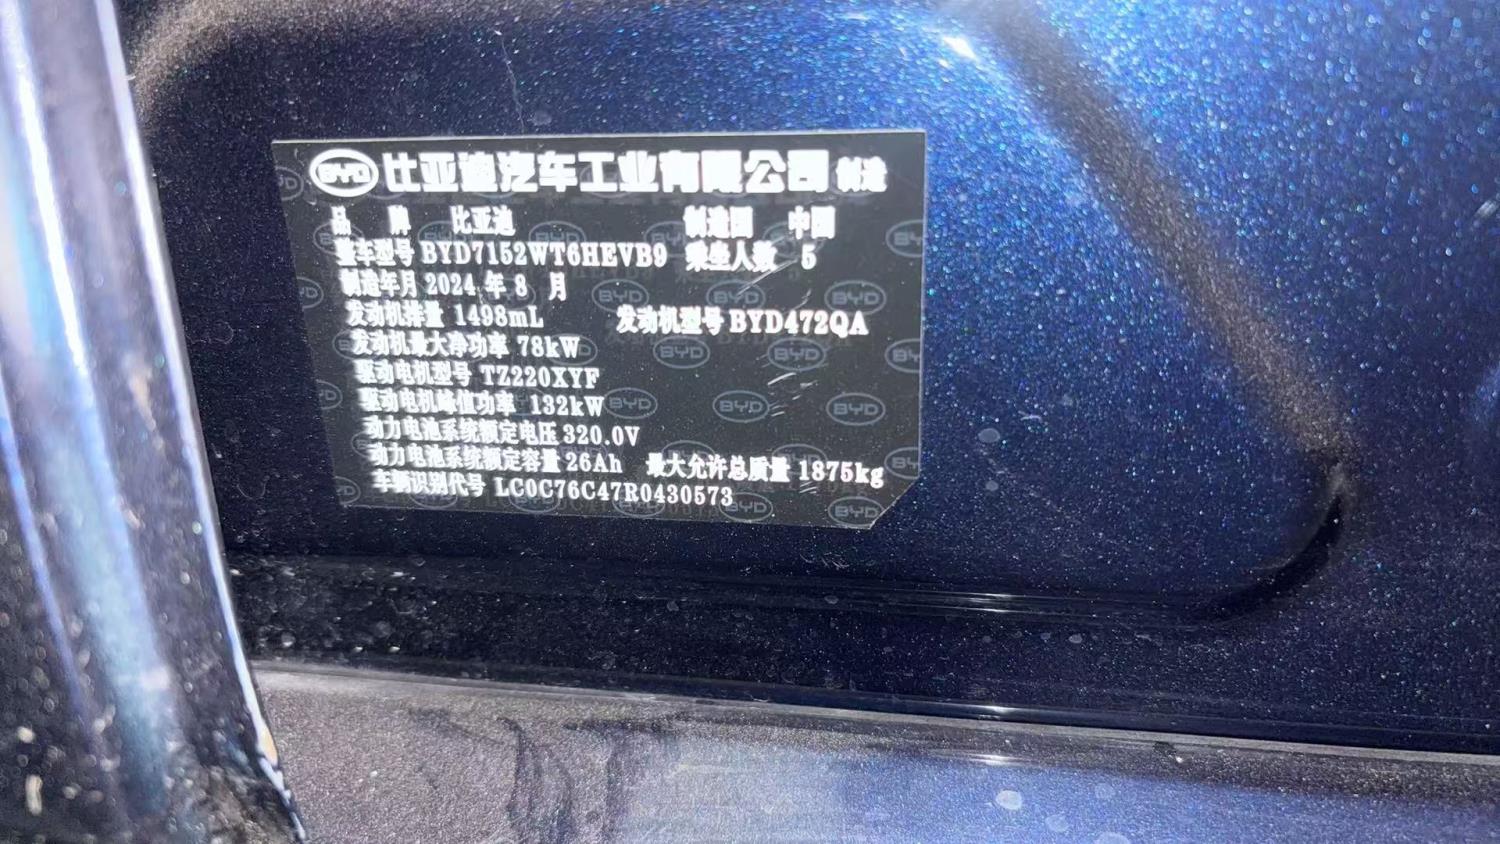 BYD 比亚迪汽车工业有限公司 制造
品 牌 比亚迪 制造国 中国
整车型号 BYD7152WT6HEVB9 乘坐人数 5
制造年月 2024 年 8 月
发动机排量 1498mL 发动机型号 BYD472QA
发动机最大净功率 78kW
驱动电机型号 TZ220XYF
驱动电机峰值功率 132kW
动力电池系统额定电压 320.0V
动力电池系统额定容量 26Ah 最大允许总质量 1875kg
车辆识别代号 LC0C76C47R0430573